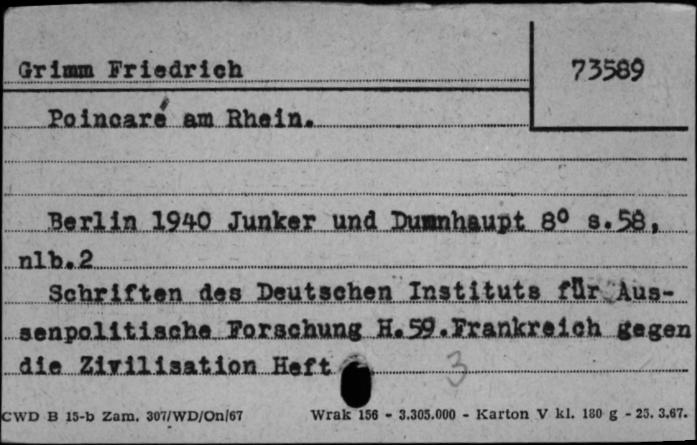 Grimm Friedrich
73589
Poincaré am Rhein.
Berlin 1940 Junker und Dumnhaupt 8° s.58,
nlb.2
Schriften des Deutschen Instituts für Aus-
senpolitische Forschung H.59.Frankreich gegen
die Zivilisation Heft 3
CWD B 15-b Zam. 307/WD/On/67 Wrak 156 - 3.305.000 - Karton V kl. 180 g - 25. 3.67.